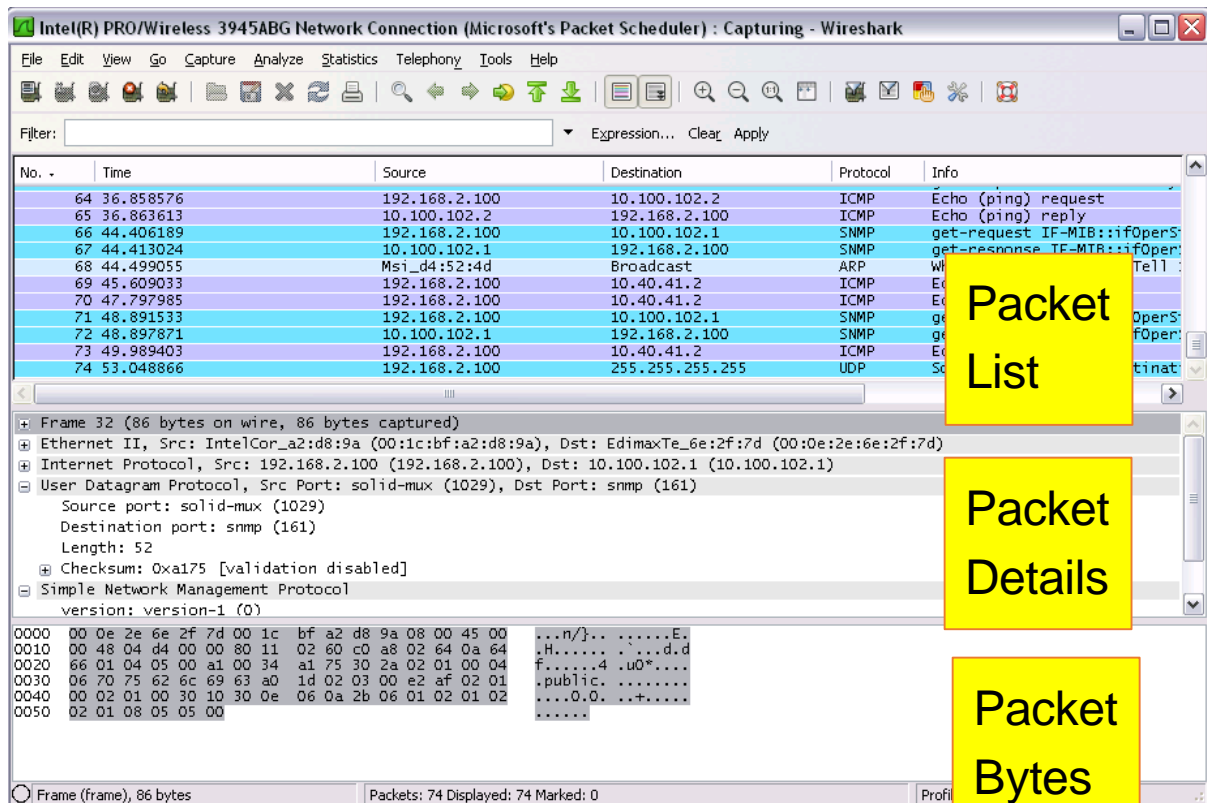 Intel(R) PRO/Wireless 3945ABG Network Connection (Microsoft's Packet Scheduler) : Capturing - Wireshark
File Edit View Go Capture Analyze Statistics Telephony Tools Help
Filter: Expression... Clear Apply
No. Time Source Destination Protocol Info
64 36.858576 192.168.2.100 10.100.102.2 ICMP Echo (ping) request
65 36.863613 10.100.102.2 192.168.2.100 ICMP Echo (ping) reply
66 44.406189 192.168.2.100 10.100.102.1 SNMP get-request IF-MIB::ifOperS
67 44.413024 10.100.102.1 192.168.2.100 SNMP get-response IF-MIB::ifOper
68 44.499055 Msi_d4:52:4d Broadcast ARP Tell
69 45.609033 192.168.2.100 10.40.41.2 ICMP
70 47.797985 192.168.2.100 10.40.41.2 ICMP
71 48.891533 192.168.2.100 10.100.102.1 SNMP OperS
72 48.897871 10.100.102.1 192.168.2.100 SNMP fOper
73 49.989403 192.168.2.100 10.40.41.2 ICMP
74 53.048866 192.168.2.100 255.255.255.255 UDP tinat
Packet
List
Frame 32 (86 bytes on wire, 86 bytes captured)
Ethernet II, Src: IntelCor_a2:d8:9a (00:1c:bf:a2:d8:9a), Dst: EdimaxTe_6e:2f:7d (00:0e:2e:6e:2f:7d)
Internet Protocol, Src: 192.168.2.100 (192.168.2.100), Dst: 10.100.102.1 (10.100.102.1)
User Datagram Protocol, Src Port: solid-mux (1029), Dst Port: snmp (161)
Source port: solid-mux (1029)
Destination port: snmp (161)
Length: 52
Checksum: 0xa175 [validation disabled]
Simple Network Management Protocol
version: version-1 (0)
Packet
Details
0000 00 0e 2e 6e 2f 7d 00 1c bf a2 d8 9a 08 00 45 00 ...n/}.. ......E.
0010 00 48 04 d4 00 00 80 11 02 60 c0 a8 02 64 0a 64 .H...... .`...d.d
0020 66 01 04 05 00 a1 00 34 a1 75 30 2a 02 01 00 04 f......4 .u0*....
0030 06 70 75 62 6c 69 63 a0 1d 02 03 00 e2 af 02 01 .public. ........
0040 00 02 01 00 30 10 30 0e 06 0a 2b 06 01 02 01 02 ....0.0. ..+.....
0050 02 01 08 05 05 00 ......
Packet
Bytes
Frame (frame), 86 bytes Packets: 74 Displayed: 74 Marked: 0 Profi